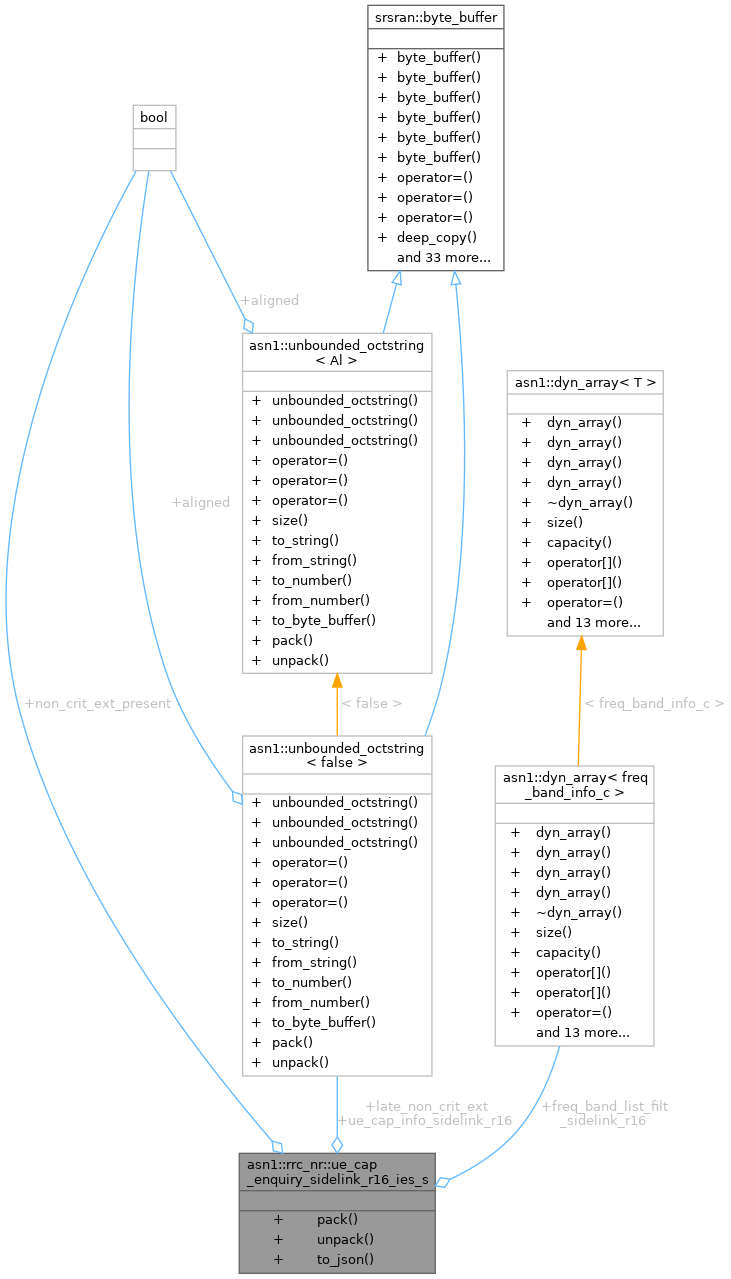 srsran::byte_buffer
+ byte_buffer()
+ byte_buffer()
+ byte_buffer()
+ byte_buffer()
+ byte_buffer()
+ byte_buffer()
+ operator=()
+ operator=()
+ operator=()
+ deep_copy()
and 33 more...
bool
+aligned
asn1::unbounded_octstring
< Al >
+ unbounded_octstring()
+ unbounded_octstring()
+ unbounded_octstring()
+ operator=()
+ operator=()
+ operator=()
+ size()
+ to_string()
+ from_string()
+ to_number()
+ from_number()
+ to_byte_buffer()
+ pack()
+ unpack()
asn1::dyn_array< T >
+ dyn_array()
+ dyn_array()
+ dyn_array()
+ dyn_array()
+ ~dyn_array()
+ size()
+ capacity()
+ operator[]()
+ operator[]()
+ operator=()
and 13 more...
+aligned
+non_crit_ext_present
< false >
< freq_band_info_c >
asn1::unbounded_octstring
< false >
+ unbounded_octstring()
+ unbounded_octstring()
+ unbounded_octstring()
+ operator=()
+ operator=()
+ operator=()
+ size()
+ to_string()
+ from_string()
+ to_number()
+ from_number()
+ to_byte_buffer()
+ pack()
+ unpack()
asn1::dyn_array< freq
_band_info_c >
+ dyn_array()
+ dyn_array()
+ dyn_array()
+ dyn_array()
+ ~dyn_array()
+ size()
+ capacity()
+ operator[]()
+ operator[]()
+ operator=()
and 13 more...
+late_non_crit_ext
+ue_cap_info_sidelink_r16
+freq_band_list_filt
_sidelink_r16
asn1::rrc_nr::ue_cap
_enquiry_sidelink_r16_ies_s
+ pack()
+ unpack()
+ to_json()